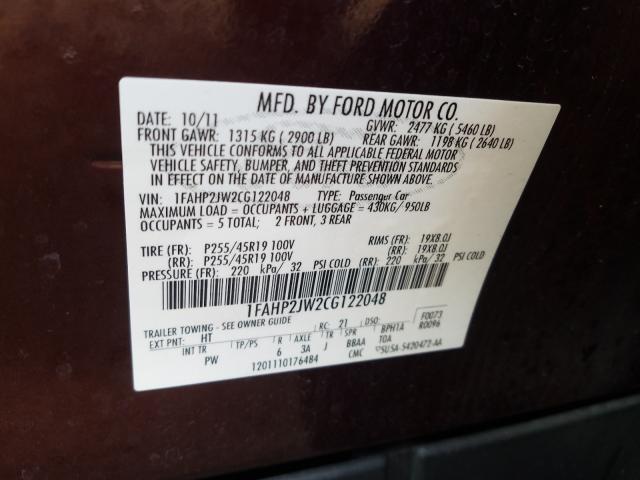 MFD. BY FORD MOTOR CO.
DATE: 10/11 GVWR: 2477 KG ( 5460 LB)
FRONT GAWR: 1315 KG ( 2900 LB) REAR GAWR: 1198 KG ( 2640 LB)
THIS VEHICLE CONFORMS TO ALL APPLICABLE FEDERAL MOTOR
VEHICLE SAFETY, BUMPER, AND THEFT PREVENTION STANDARDS
IN EFFECT ON THE DATE OF MANUFACTURE SHOWN ABOVE.
VIN: 1FAHP2JW2CG122048 TYPE: Passenger Car
MAXIMUM LOAD = OCCUPANTS + LUGGAGE = 430KG/950LB
OCCUPANTS = 5 TOTAL; 2 FRONT, 3 REAR
TIRE (FR): P255/45R19 100V RIMS (FR): 19X8.0J
(RR): P255/45R19 100V (RR): 19X8.0J
PRESSURE (FR): 220 kPa/ 32 PSI COLD (RR): 220 kPa/ 32 PSI COLD
1FAHP2JW2CG122048
TRAILER TOWING - SEE OWNER GUIDE F0073
EXT PNT: HT RC: 21 R0096
INT TR TP/PS R AXLE TR SPR BPH1A
PW 6 3A J BBAA TOA
1201110176484 CMC 5U5A-5420472-AA